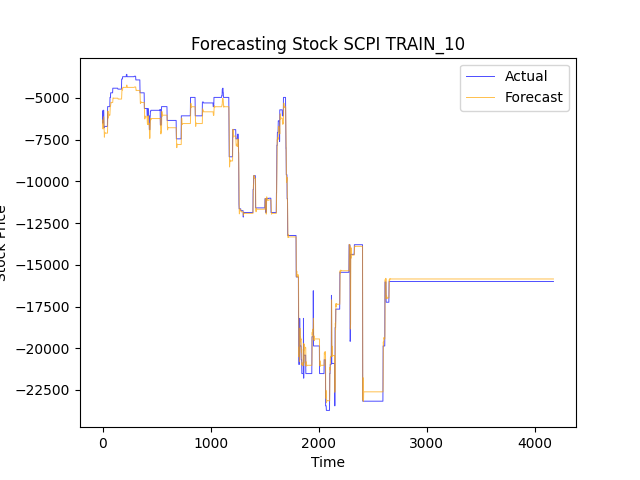 Forecasting Stock SCPI TRAIN_10
Actual
Forecast
−5000
−7500
−10000
−12500
−15000
−17500
−20000
−22500
Stock Price
0 1000 2000 3000 4000
Time